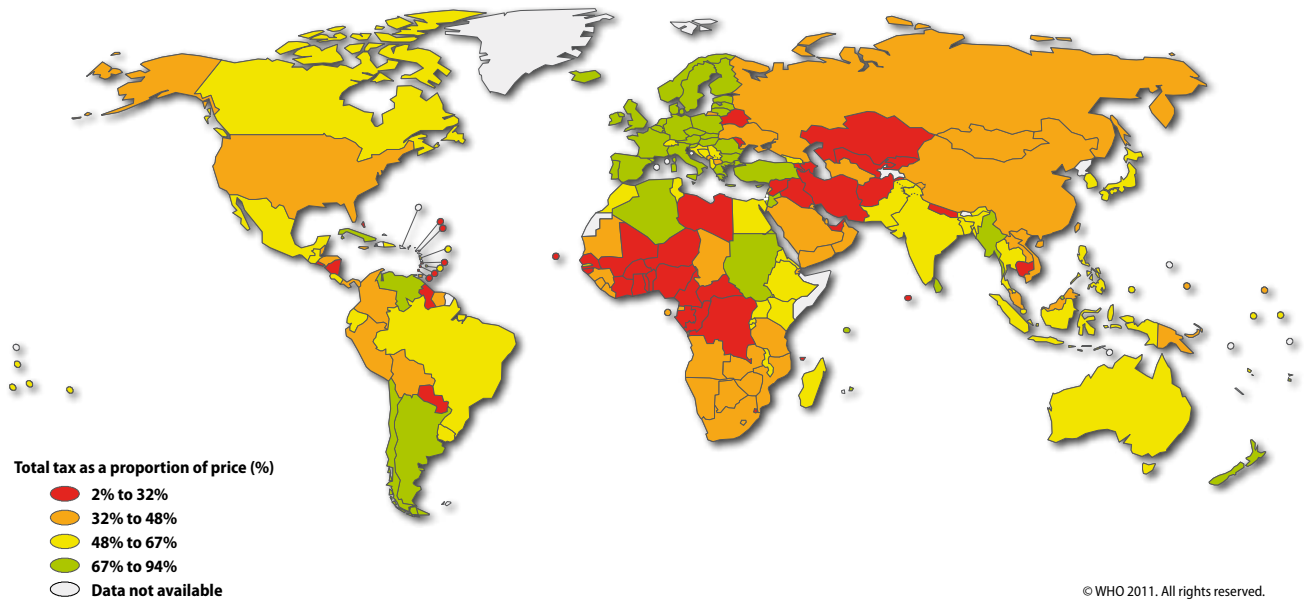 Total tax as a proportion of price (%)
2% to 32%
32% to 48%
48% to 67%
67% to 94%
Data not available
© WHO 2011. All rights reserved.